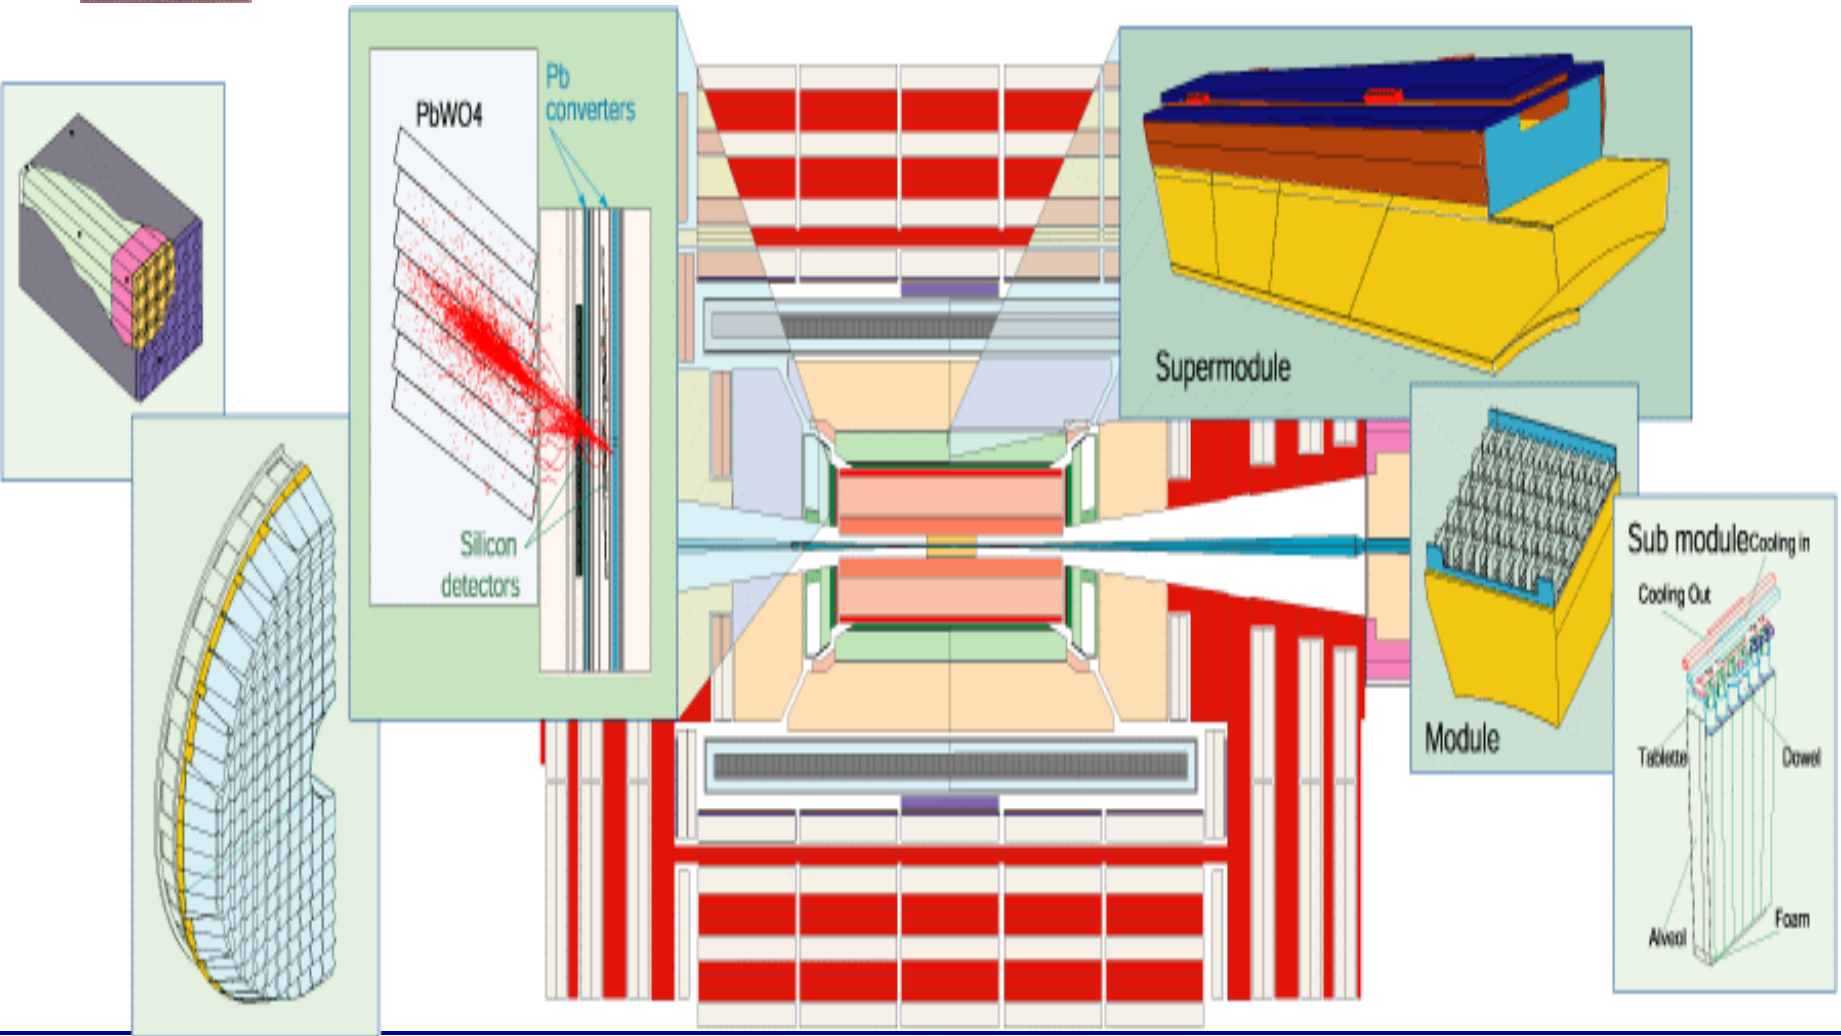 PbWO4
Pb
converters
Silicon
detectors
Supermodule
Module
Sub module
Cooling in
Cooling Out
Tablette
Dowel
Alveol
Foam